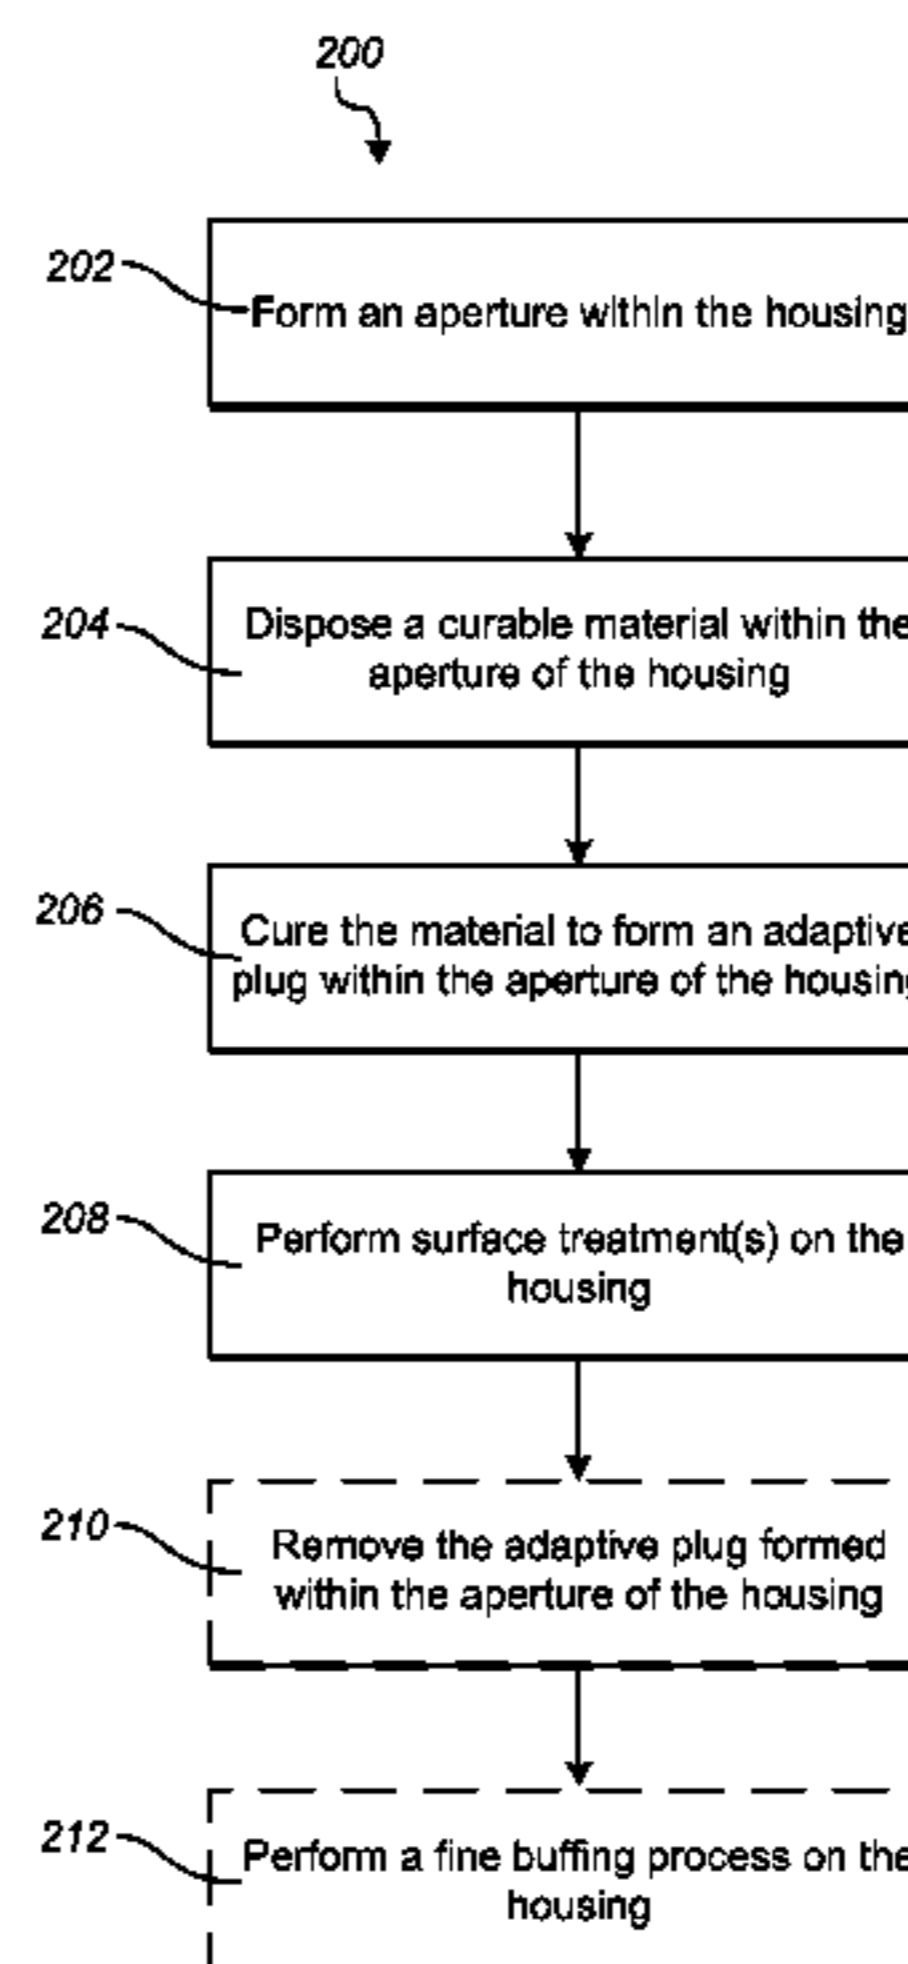 200
202
Form an aperture within the housing
204
Dispose a curable material within the
aperture of the housing
206
Cure the material to form an adaptive
plug within the aperture of the housing
208
Perform surface treatment(s) on the
housing
210
Remove the adaptive plug formed
within the aperture of the housing
212
Perform a fine buffing process on the
housing